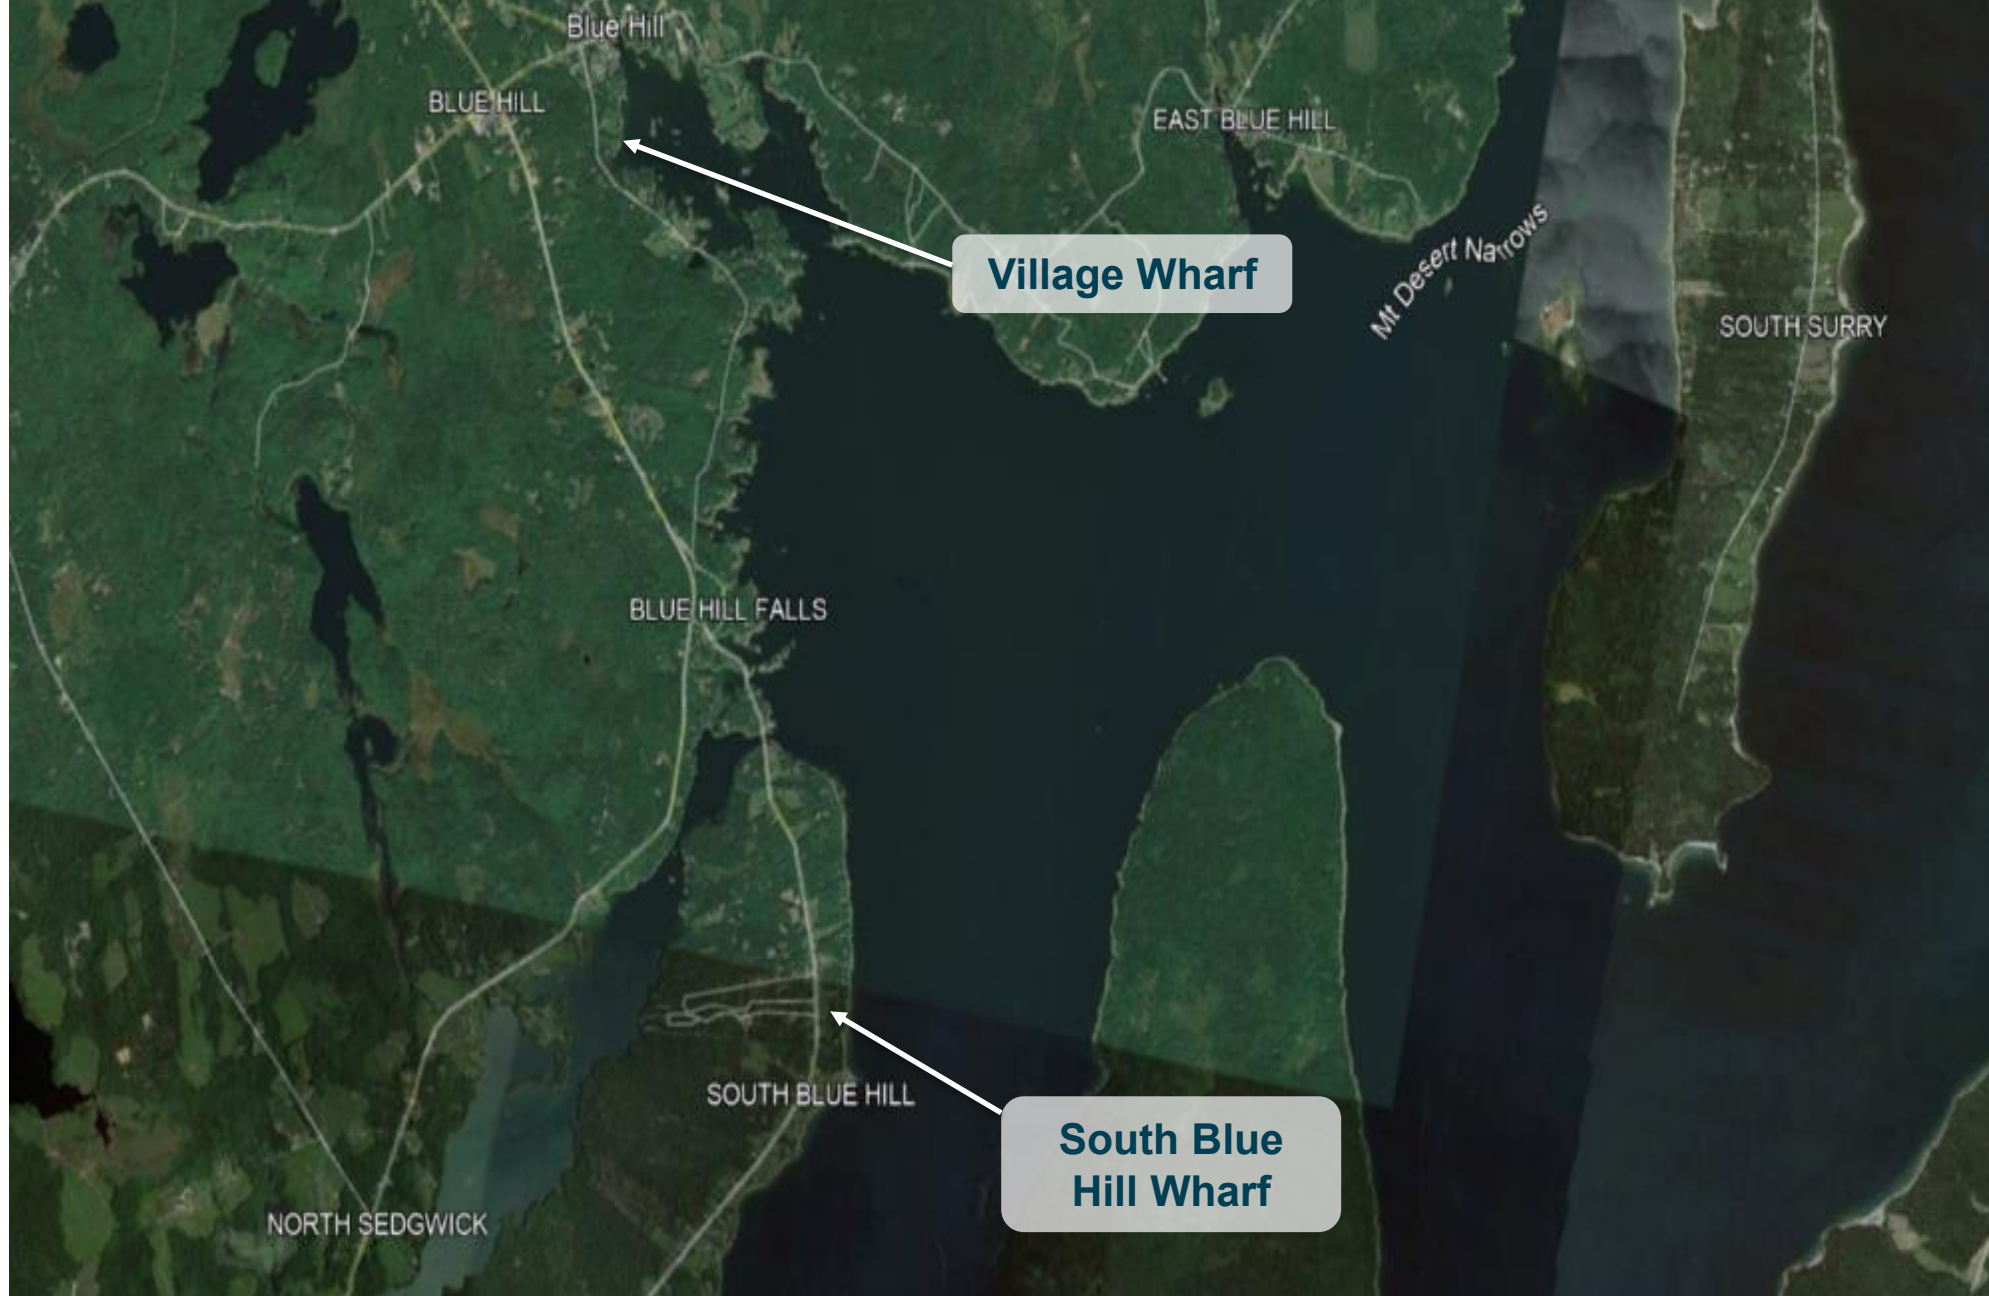 Blue Hill
BLUE HILL
EAST BLUE HILL
Mt Desert Narrows
Village Wharf
SOUTH SURRY
BLUE HILL FALLS
SOUTH BLUE HILL
South Blue
Hill Wharf
NORTH SEDGWICK